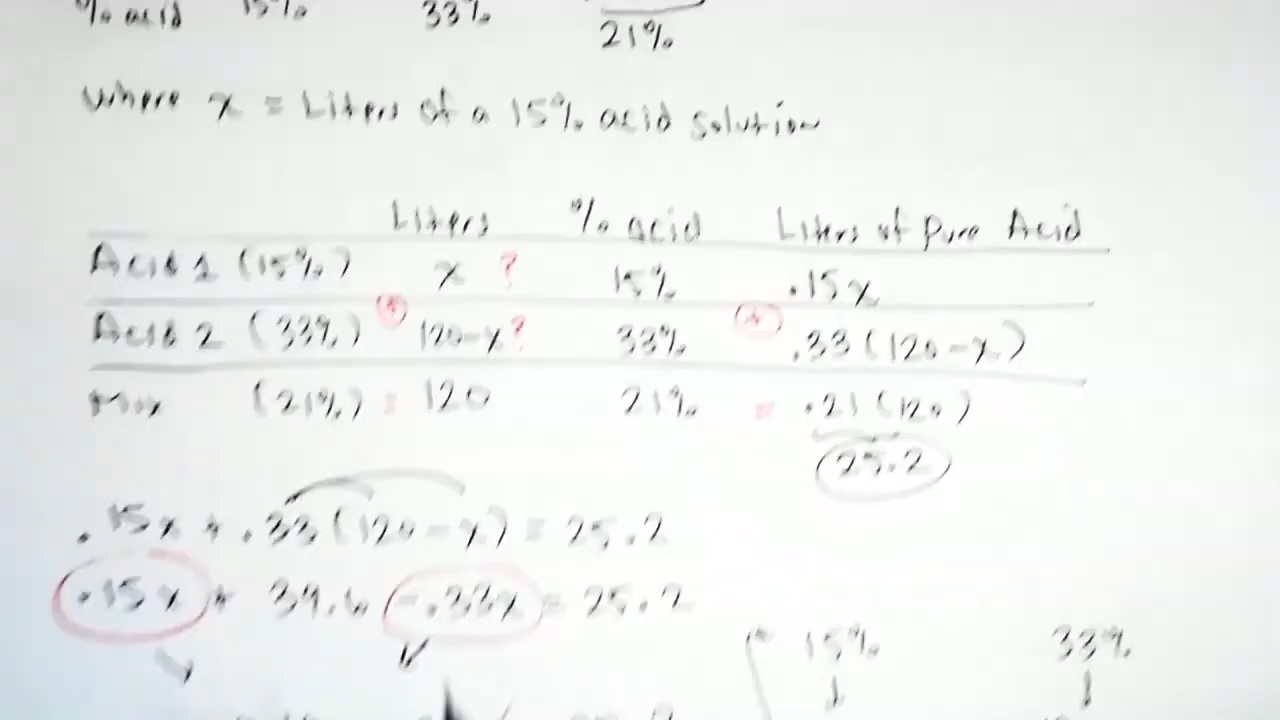 % acid 15% 33% 21%
where x = Liters of a 15% acid solution
Liters % acid Liters of Pure Acid
Acid 1 (15%) x ? 15% .15x
Acid 2 (33%) (+) 120-x ? 33% (+) .33(120-x)
Mix (21%) = 120 21% = .21(120)
25.2
.15x + .33(120-x) = 25.2
.15x + 39.6 -.33x = 25.2
15% 33%
25.2